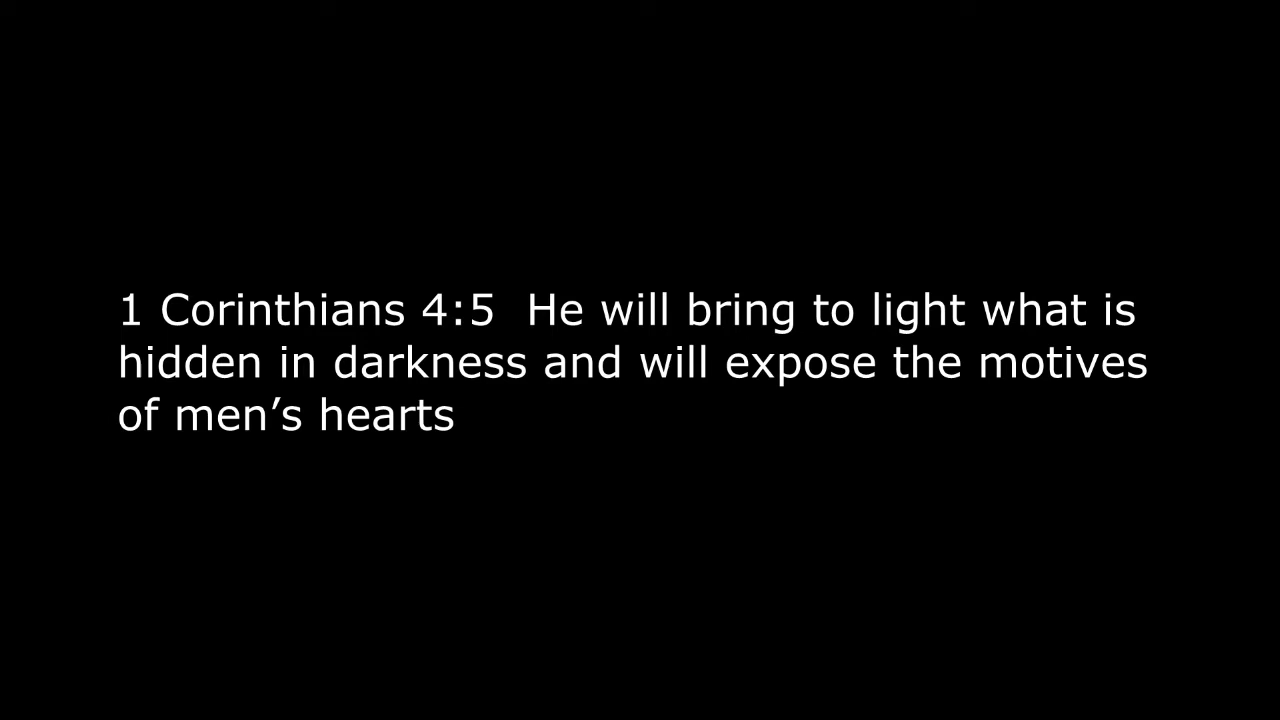 1 Corinthians 4:5  He will bring to light what is
hidden in darkness and will expose the motives
of men’s hearts